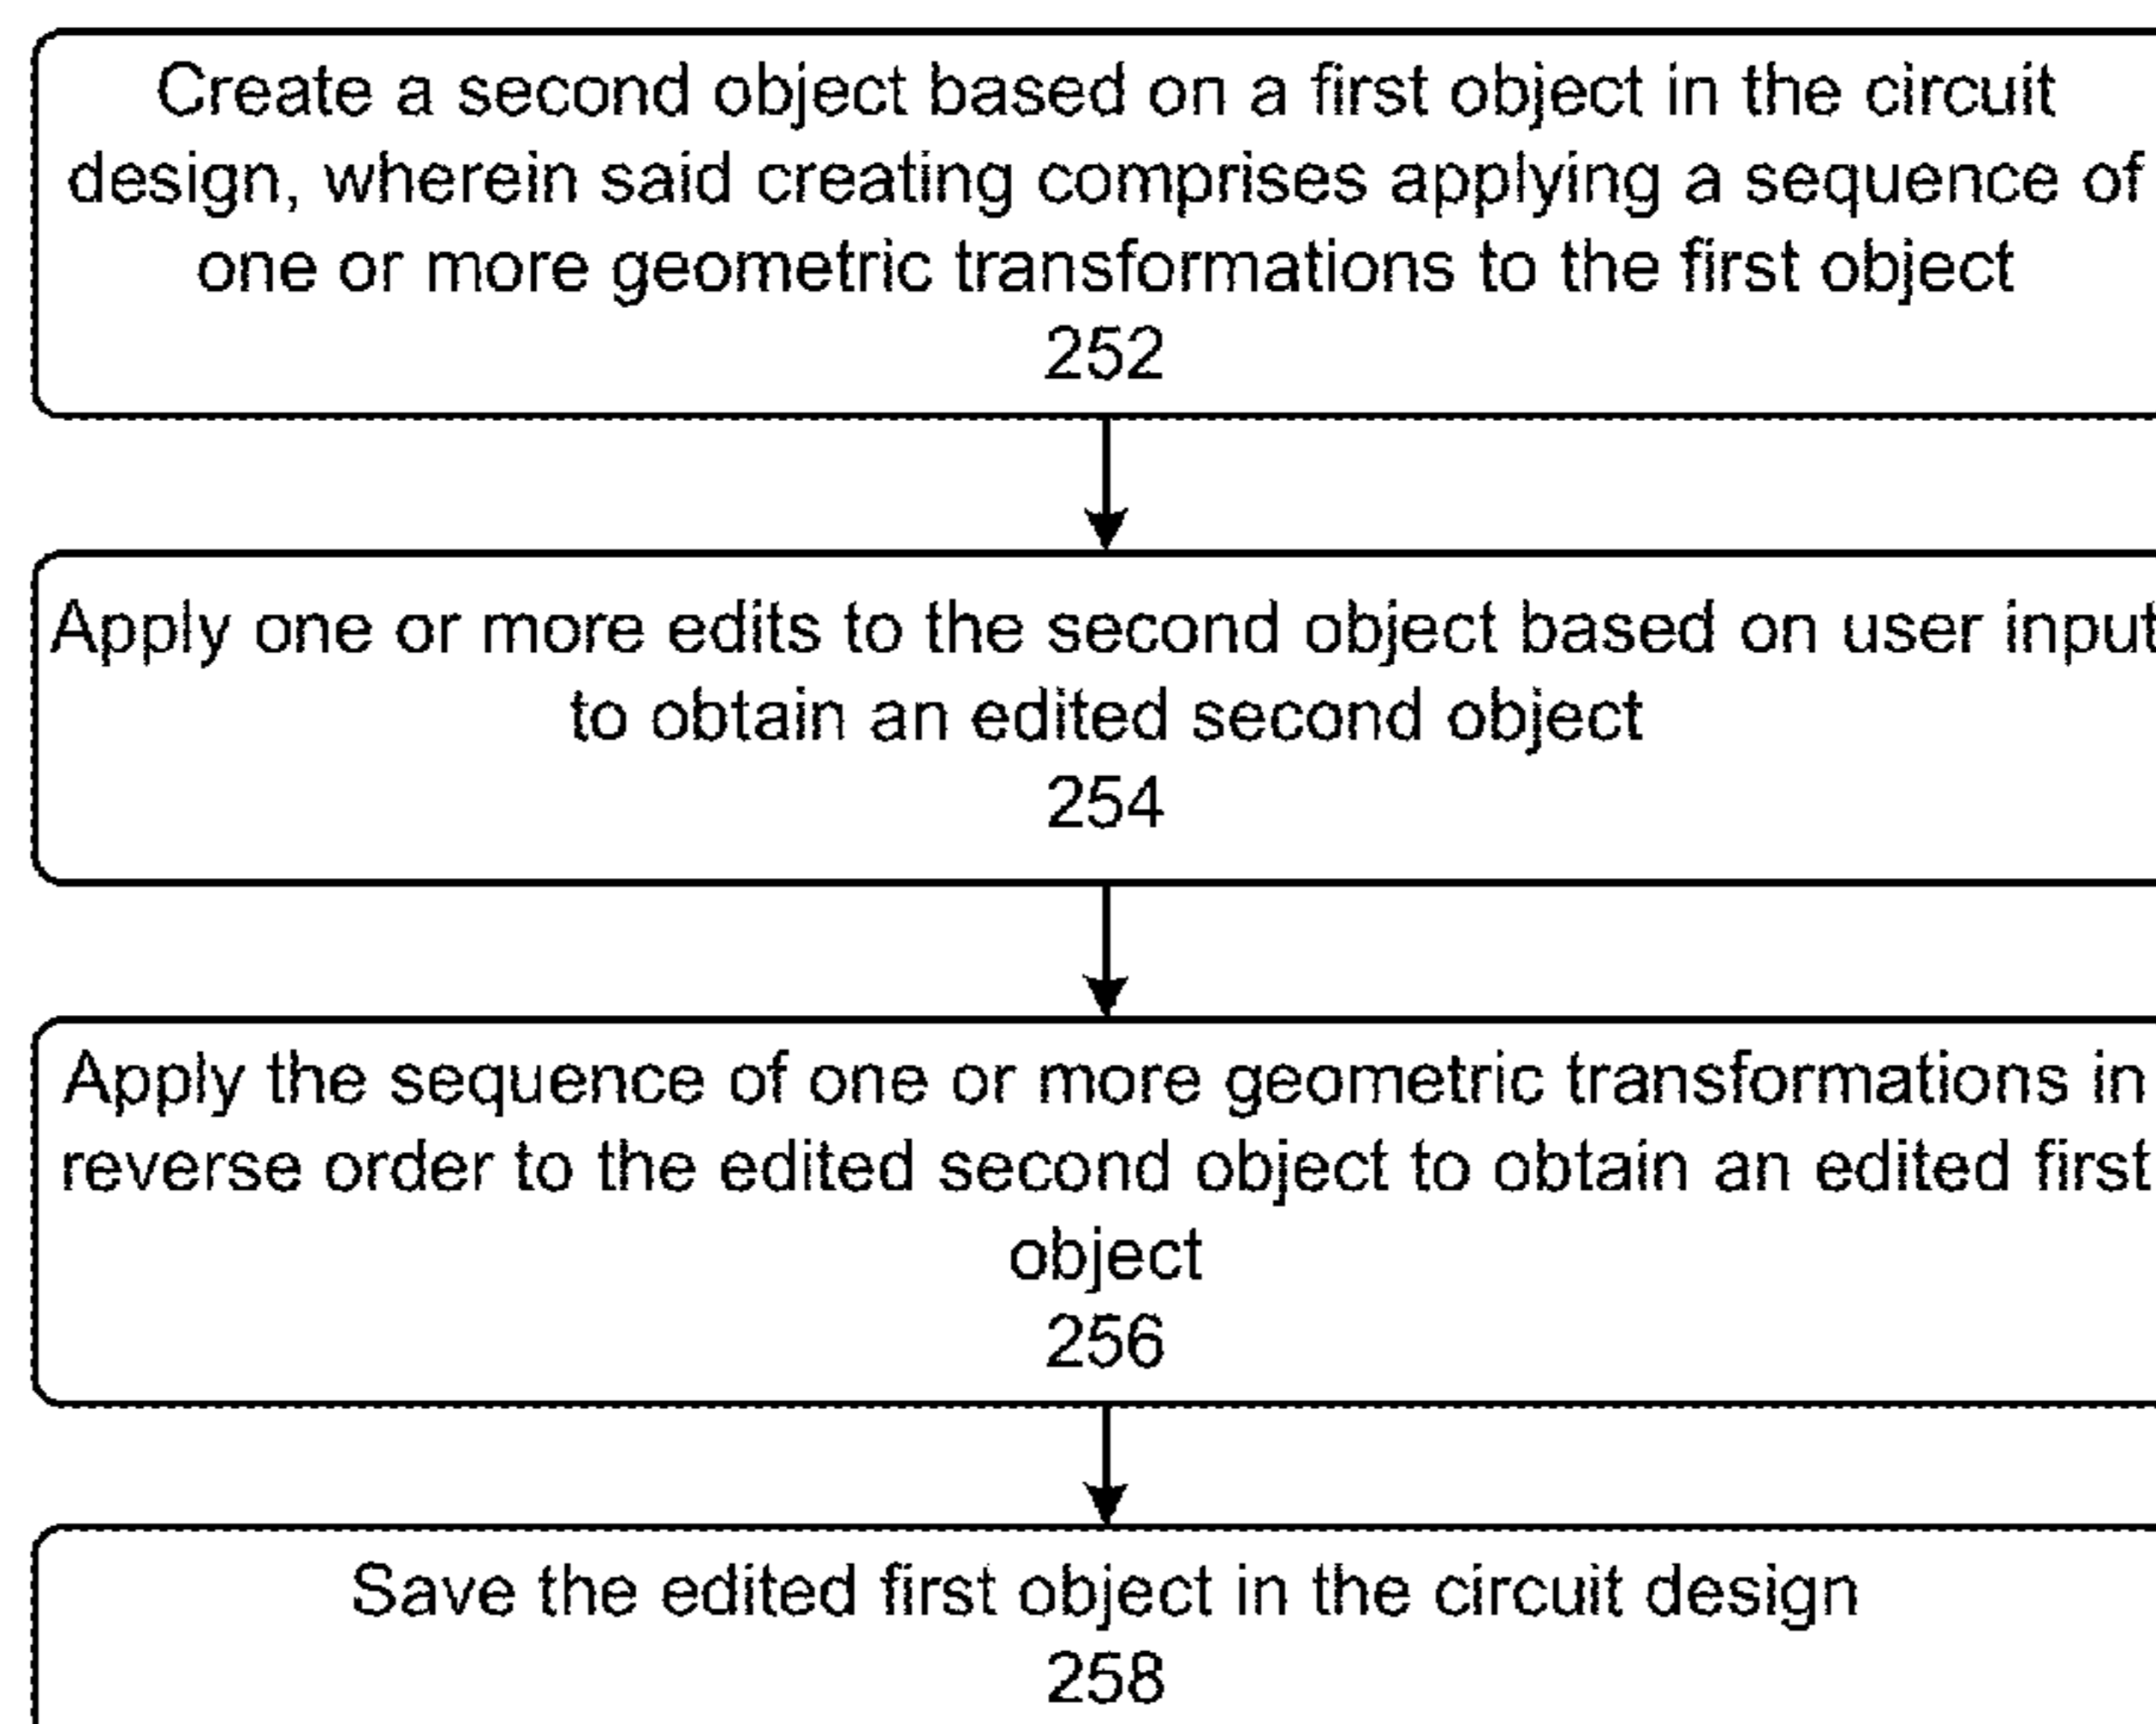 Create a second object based on a first object in the circuit
design, wherein said creating comprises applying a sequence of
one or more geometric transformations to the first object
252
Apply one or more edits to the second object based on user input
to obtain an edited second object
254
Apply the sequence of one or more geometric transformations in
reverse order to the edited second object to obtain an edited first
object
256
Save the edited first object in the circuit design
258